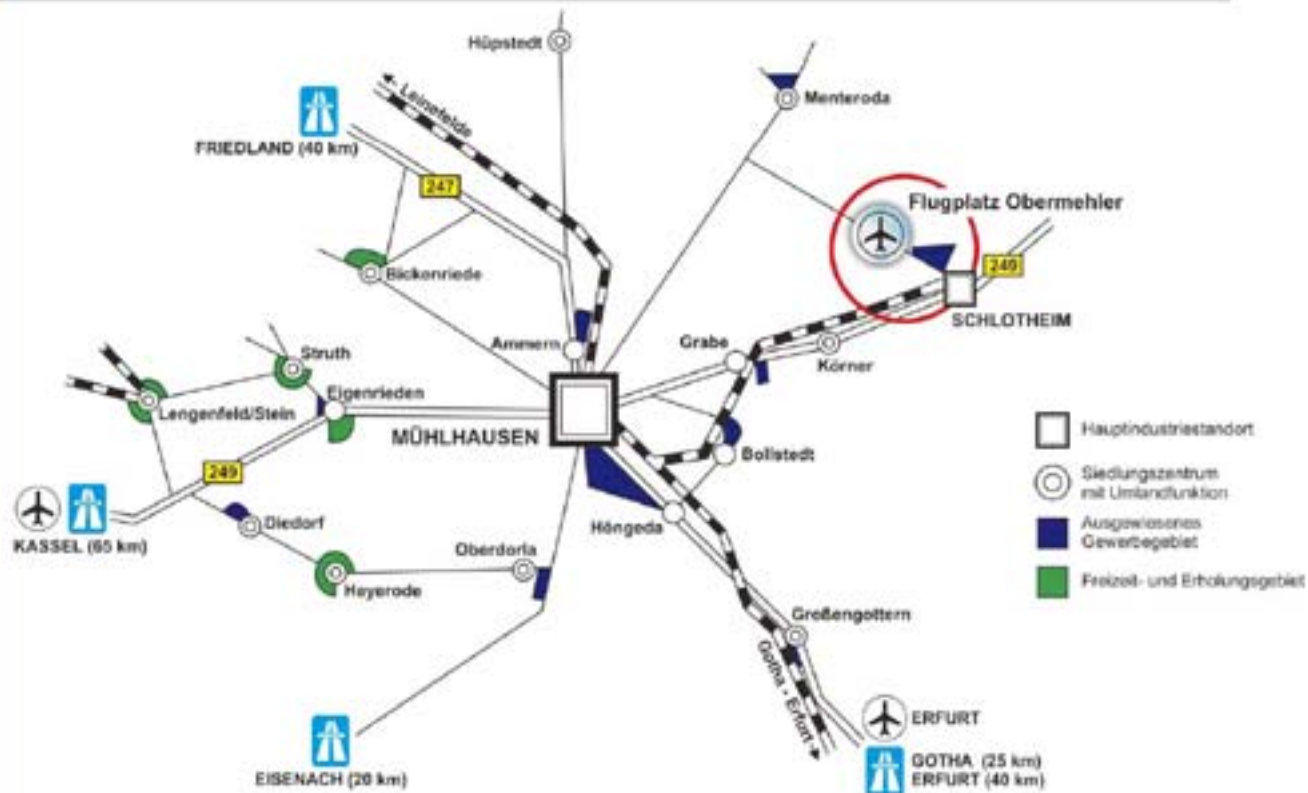 Hüpstedt
Menteroda
Leinefelde
FRIEDLAND (40 km)
247
Flugplatz Obermehler
249
SCHLOTHEIM
Bickenriede
Ammern
Grabe
Körner
Struth
Eigenrieden
Lengenfeld/Stein
MÜHLHAUSEN
Bollstedt
249
KASSEL (65 km)
Diedorf
Höngeda
Oberdorla
Heyerode
Großengottern
Gotha - Erfurt
EISENACH (20 km)
ERFURT
GOTHA (25 km)
ERFURT (40 km)
Hauptindustriestandort
Siedlungszentrum
mit Umlandfunktion
Ausgewiesenes
Gewerbegebiet
Freizeit- und Erholungsgebiet